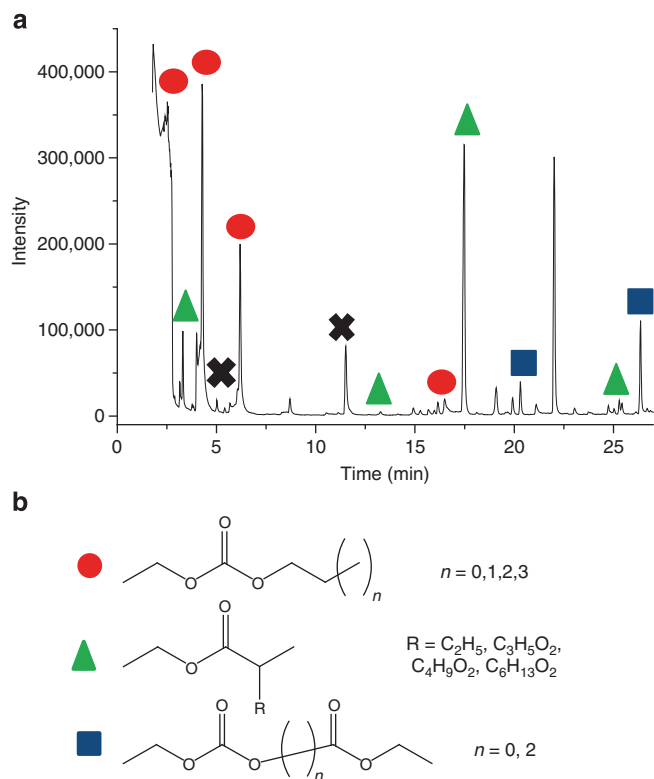 a
400,000
300,000
200,000
100,000
0
Intensity
0 5 10 15 20 25
Time (min)
b
O
O O
n
n = 0,1,2,3
O
O
R
R = C₂H₅, C₃H₅O₂,
C₄H₉O₂, C₆H₁₃O₂
O O
O O O
n
n = 0, 2